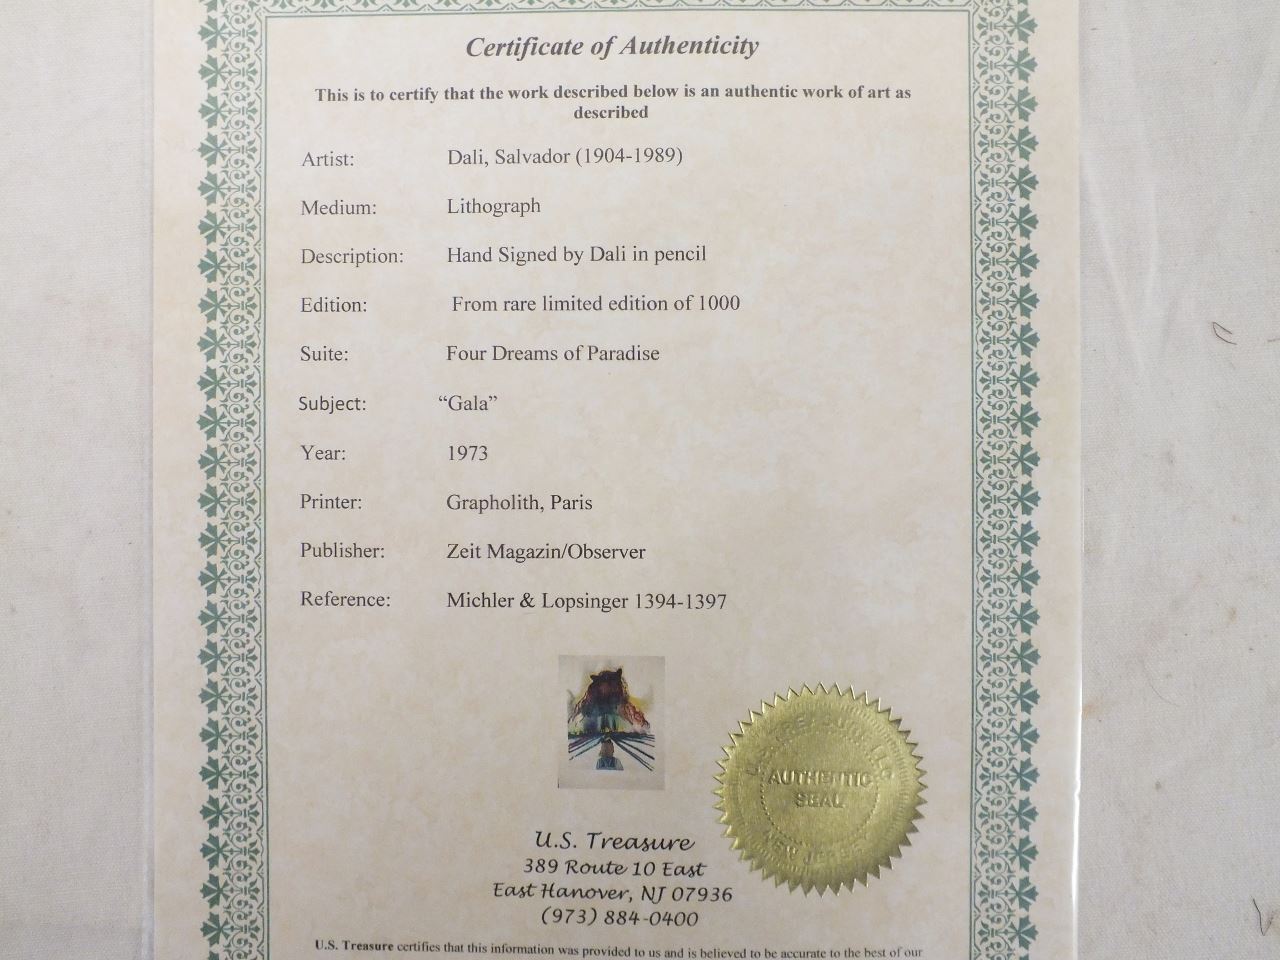 Certificate of Authenticity
This is to certify that the work described below is an authentic work of art as
described
Artist: Dali, Salvador (1904-1989)
Medium: Lithograph
Description: Hand Signed by Dali in pencil
Edition: From rare limited edition of 1000
Suite: Four Dreams of Paradise
Subject: “Gala”
Year: 1973
Printer: Grapholith, Paris
Publisher: Zeit Magazin/Observer
Reference: Michler & Lopsinger 1394-1397
AUTHENTIC
SEAL
NEW JERSEY
U.S. Treasure
389 Route 10 East
East Hanover, NJ 07936
(973) 884-0400
U.S. Treasure certifies that this information was provided to us and is believed to be accurate to the best of our